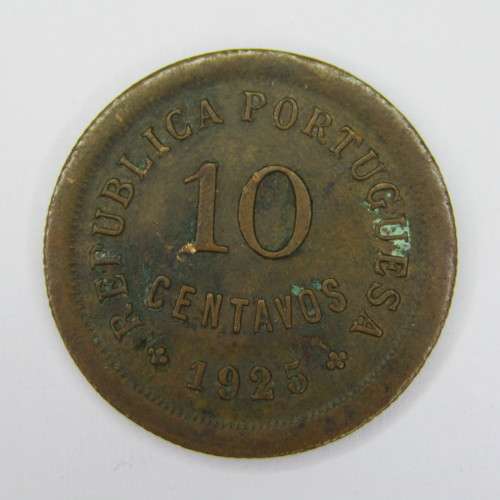 REPUBLICA PORTUGUESA
10
CENTAVOS
1925